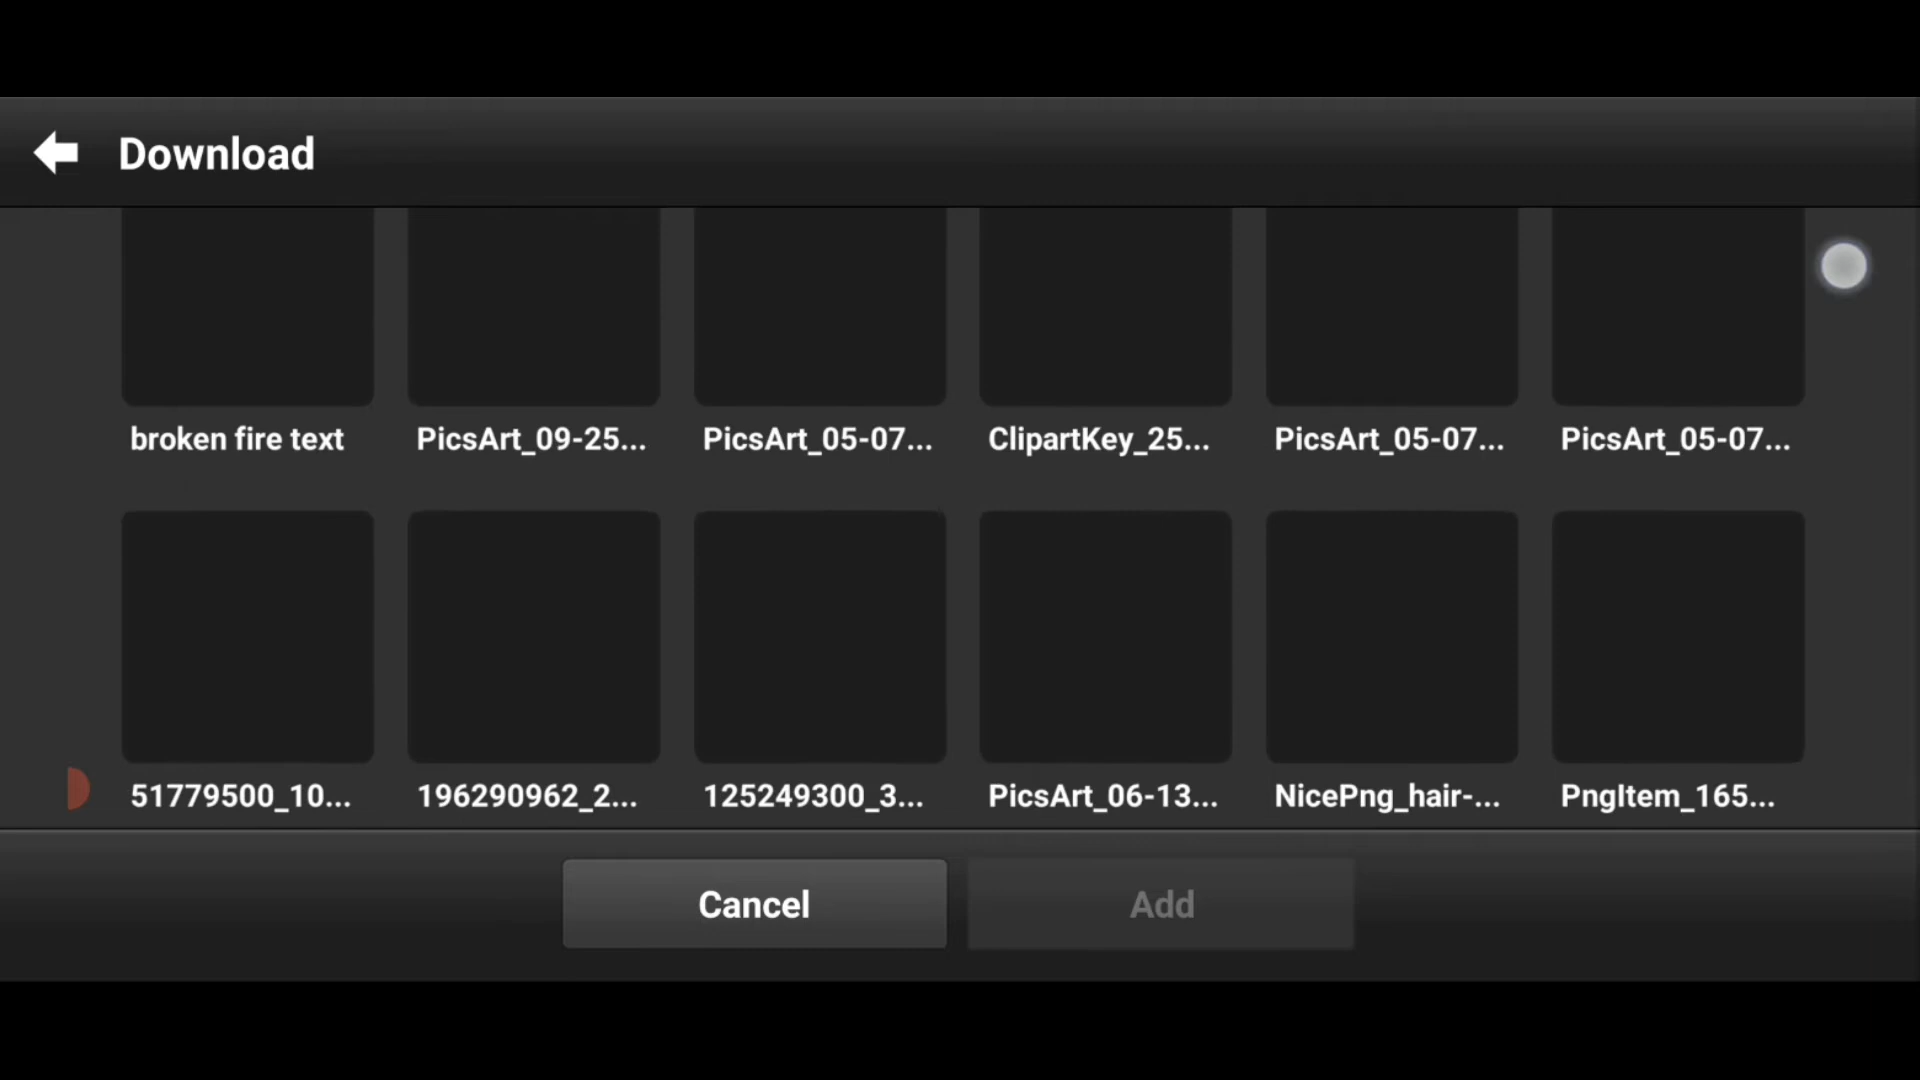 Download
broken fire text
PicsArt_09-25...
PicsArt_05-07...
ClipartKey_25...
PicsArt_05-07...
PicsArt_05-07...
51779500_10...
196290962_2...
125249300_3...
PicsArt_06-13...
NicePng_hair-...
PngItem_165...
Cancel
Add